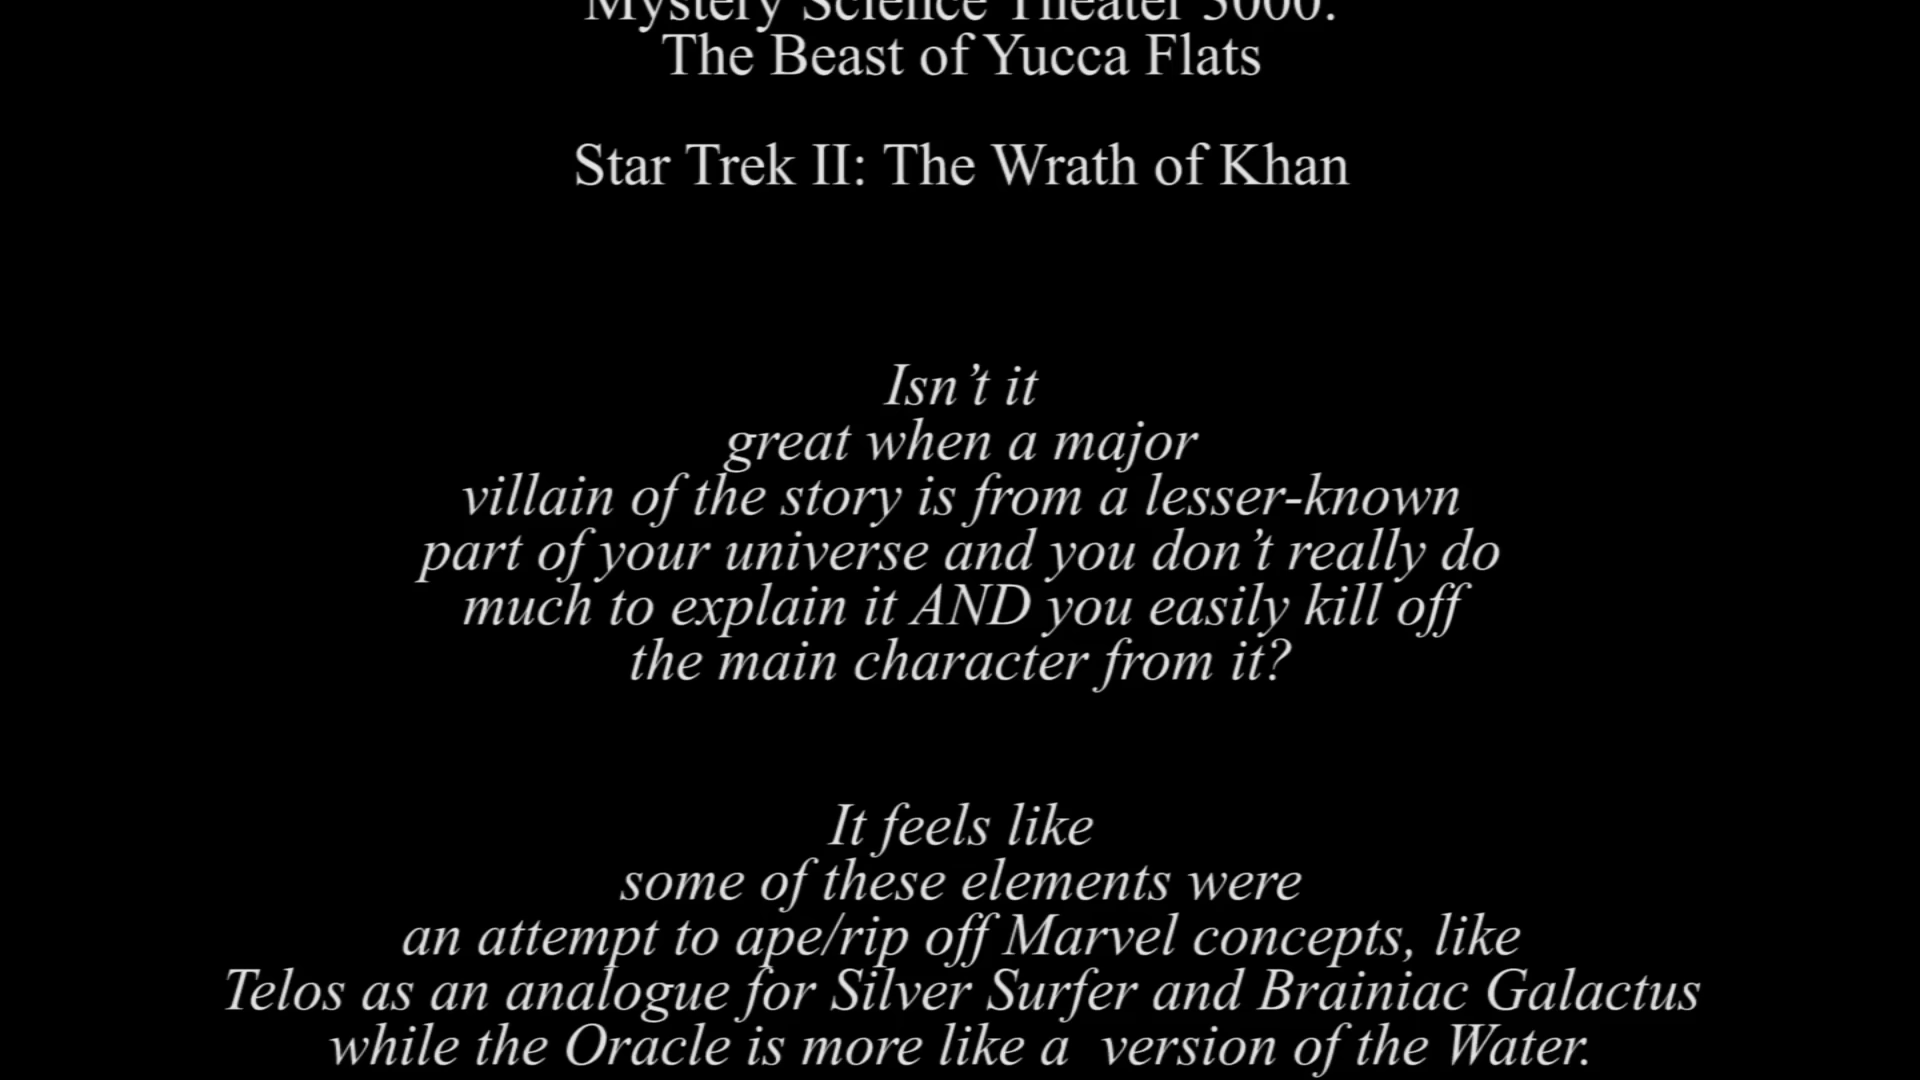 Mystery Science Theater 3000:
The Beast of Yucca Flats
Star Trek II: The Wrath of Khan
Isn’t it
great when a major
villain of the story is from a lesser-known
part of your universe and you don’t really do
much to explain it AND you easily kill off
the main character from it?
It feels like
some of these elements were
an attempt to ape/rip off Marvel concepts, like
Telos as an analogue for Silver Surfer and Brainiac Galactus
while the Oracle is more like a  version of the Water.